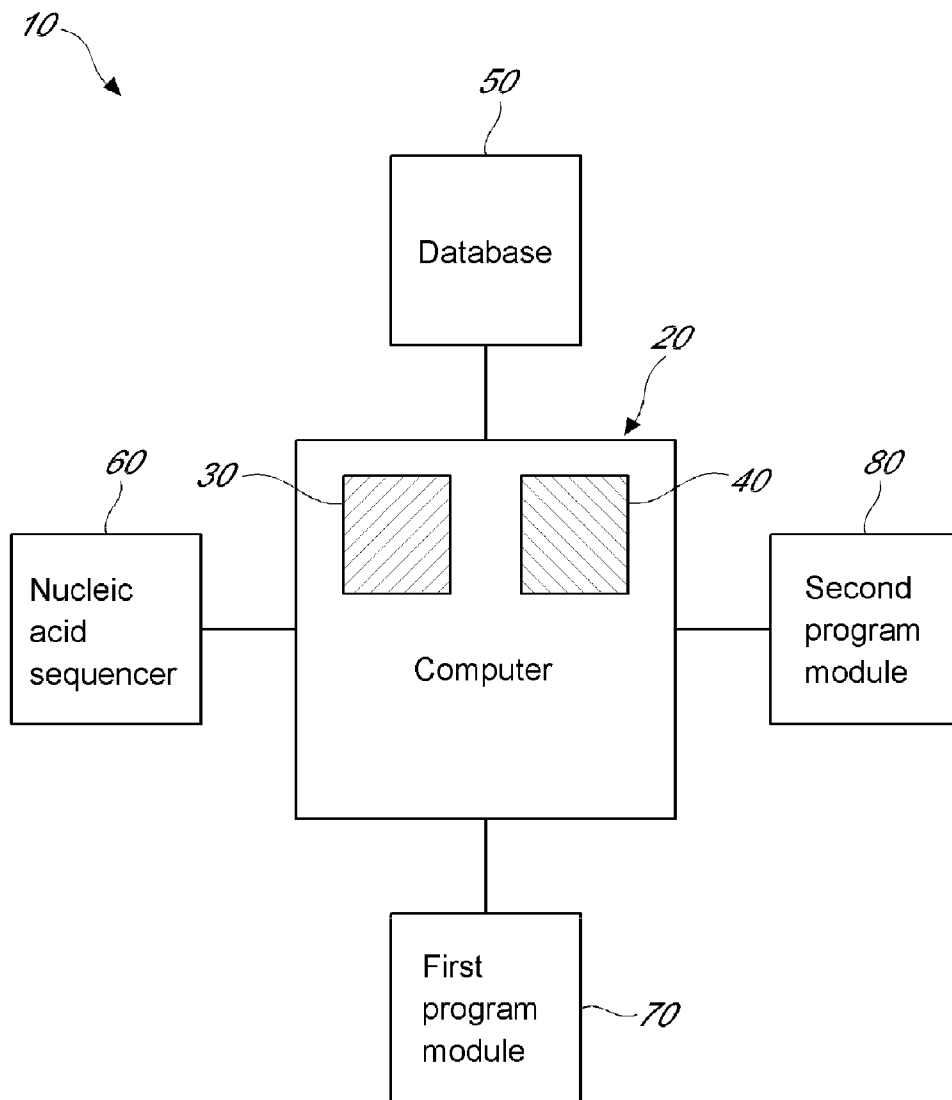 10
50
Database
20
60
30
40
80
Nucleic
acid
sequencer
Computer
Second
program
module
First
program
module
70